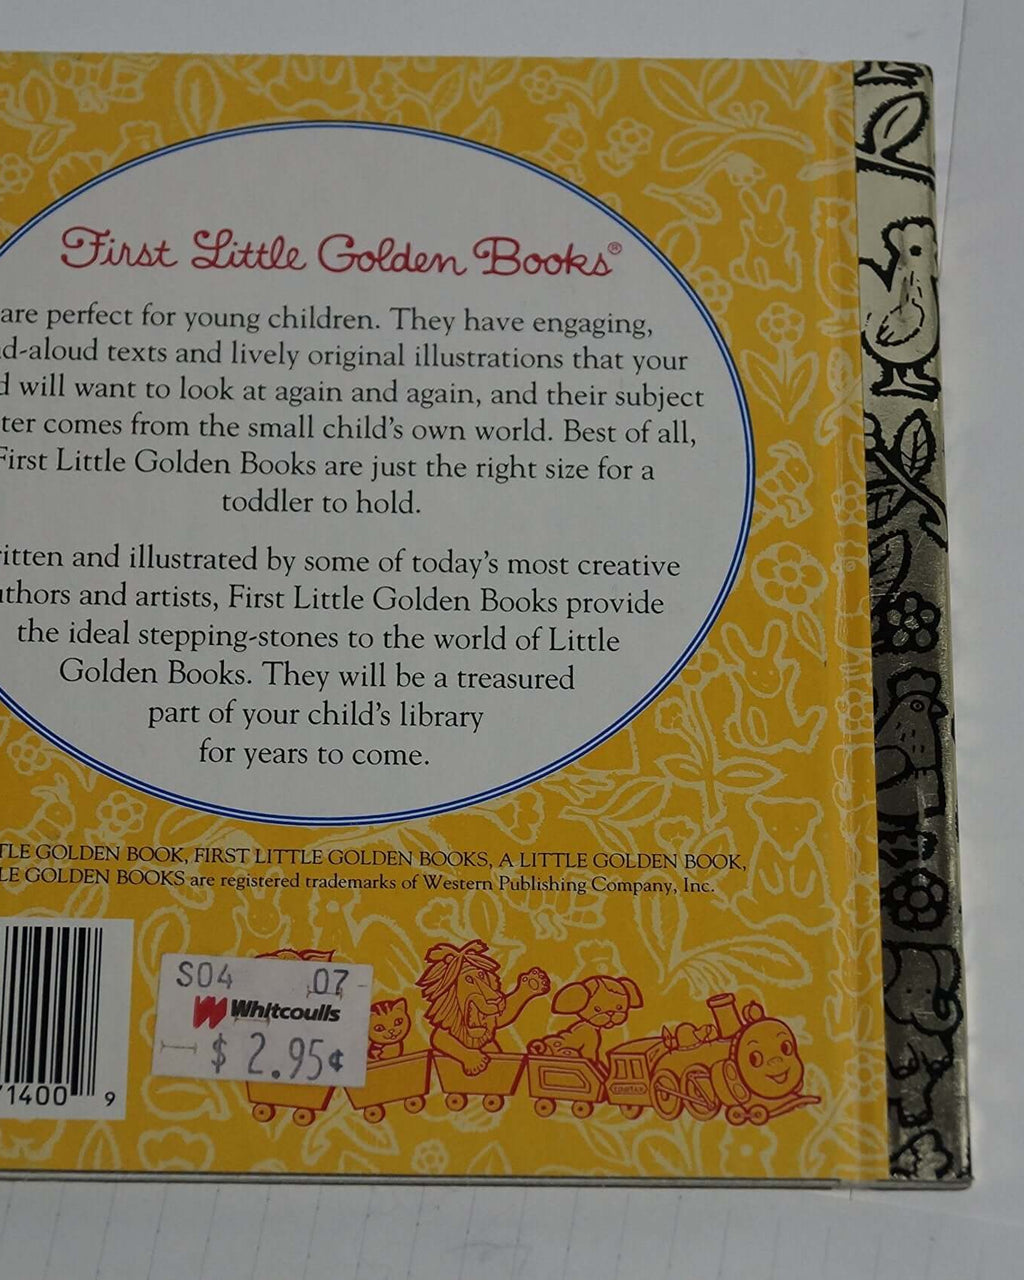 First Little Golden Books®
are perfect for young children. They have engaging,
d-aloud texts and lively original illustrations that your
d will want to look at again and again, and their subject
ter comes from the small child's own world. Best of all,
First Little Golden Books are just the right size for a
toddler to hold.
itten and illustrated by some of today's most creative
thors and artists, First Little Golden Books provide
the ideal stepping-stones to the world of Little
Golden Books. They will be a treasured
part of your child's library
for years to come.
TLE GOLDEN BOOK, FIRST LITTLE GOLDEN BOOKS, A LITTLE GOLDEN BOOK,
LE GOLDEN BOOKS are registered trademarks of Western Publishing Company, Inc.
S04 07
Whitcoulls
$ 2.95¢
71400 9